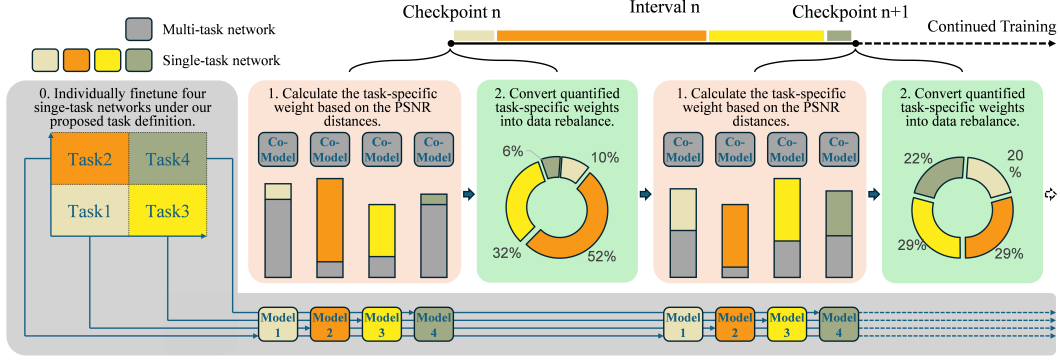 Checkpoint n
Interval n
Checkpoint n+1
Continued Training
Multi-task network
Single-task network
0. Individually finetune four
singe-task networks under our
proposed task definition.
Task2
Task4
Task1
Task3
1. Calculate the task-specific
weight based on the PSNR
distances.
Co-
Model
Co-
Model
Co-
Model
Co-
Model
2. Convert quantified
task-specific weights
into data rebalance.
6%
10%
32%
52%
1. Calculate the task-specific
weight based on the PSNR
distances.
Co-
Model
Co-
Model
Co-
Model
Co-
Model
2. Convert quantified
task-specific weights
into data rebalance.
22%
20
%
29%
29%
Model
1
Model
2
Model
3
Model
4
Model
1
Model
2
Model
3
Model
4